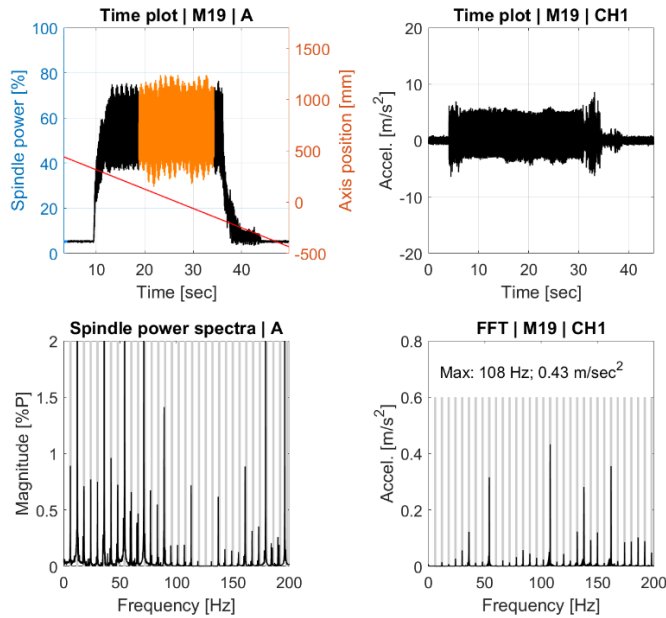 Time plot | M19 | A
100
80
60
40
20
0
Spindle power [%]
1500
1000
500
0
-500
Axis position [mm]
10 20 30 40
Time [sec]
Time plot | M19 | CH1
20
10
0
-10
-20
Accel. [m/s²]
0 10 20 30 40
Time [sec]
Spindle power spectra | A
2
1.5
1
0.5
0
Magnitude [%P]
0 50 100 150 200
Frequency [Hz]
FFT | M19 | CH1
Max: 108 Hz; 0.43 m/sec²
0.8
0.6
0.4
0.2
0
Accel. [m/s²]
0 50 100 150 200
Frequency [Hz]